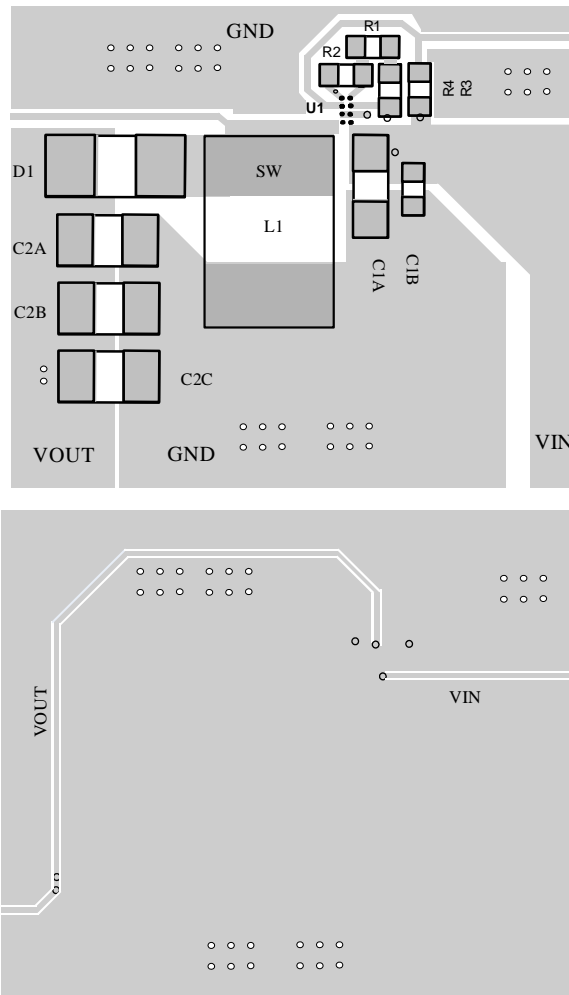 GND
R1
R2
U1
R4
R3
D1
SW
L1
C2A
C1A
C1B
C2B
C2C
VOUT
GND
VIN
VOUT
VIN